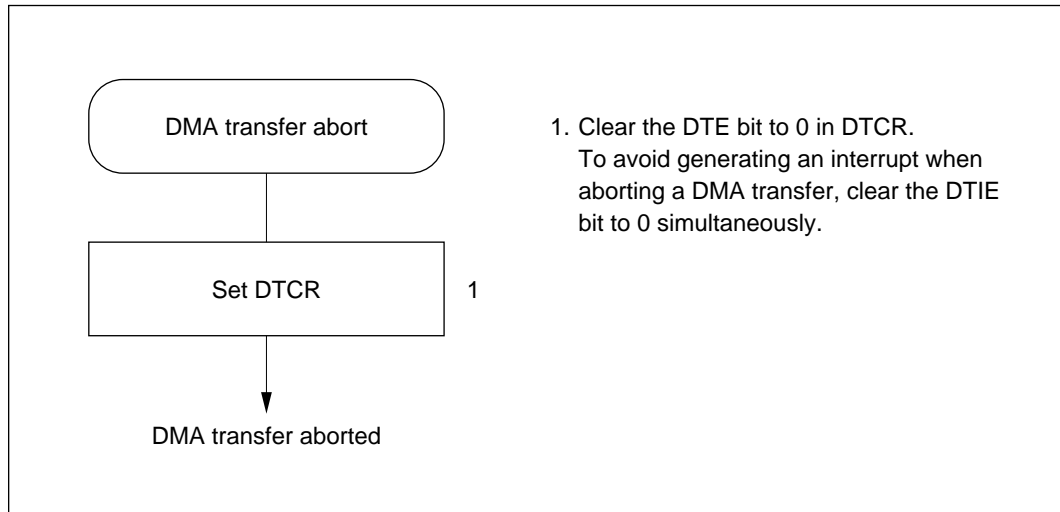 DMA transfer abort
1. Clear the DTE bit to 0 in DTCR.
To avoid generating an interrupt when
aborting a DMA transfer, clear the DTIE
bit to 0 simultaneously.
Set DTCR
1
DMA transfer aborted